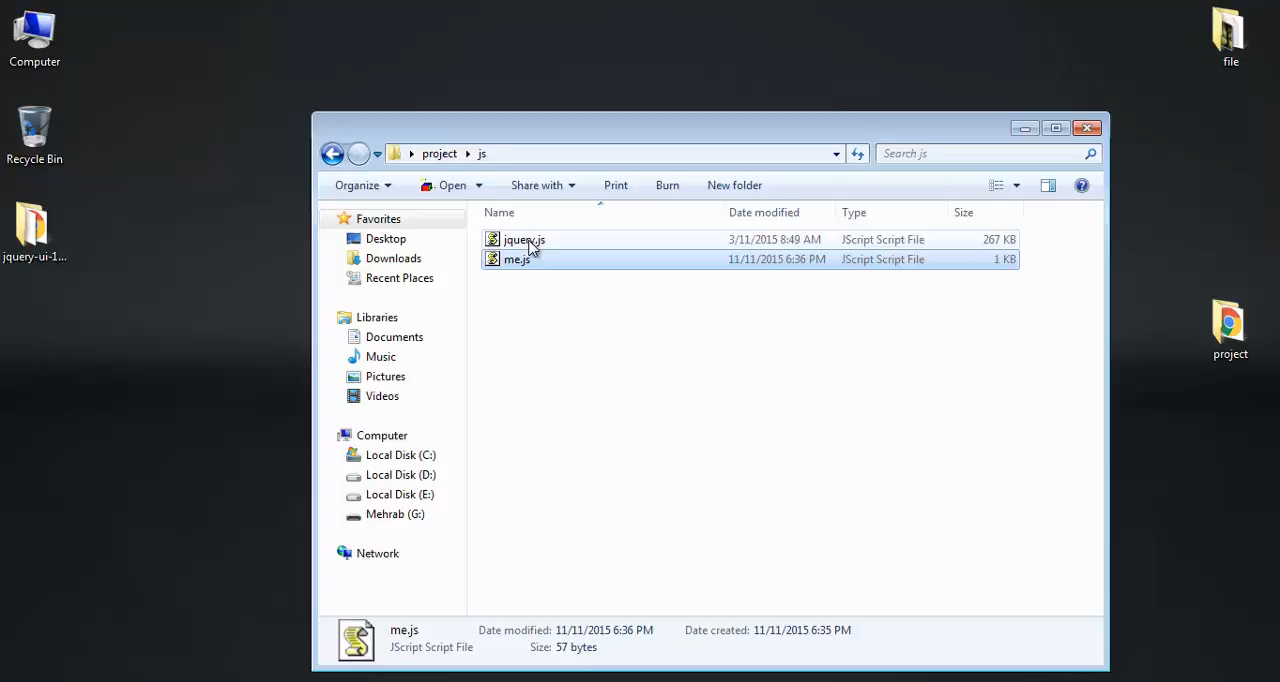 Computer
file
Recycle Bin
jquery-ui-1...
project
project js
Search js
Organize Open Share with Print Burn New folder
Name Date modified Type Size
Favorites
Desktop
Downloads
Recent Places
Libraries
Documents
Music
Pictures
Videos
Computer
Local Disk (C:)
Local Disk (D:)
Local Disk (E:)
Mehrab (G:)
Network
jquery.js 3/11/2015 8:49 AM JScript Script File 267 KB
me.js 11/11/2015 6:36 PM JScript Script File 1 KB
me.js Date modified: 11/11/2015 6:36 PM Date created: 11/11/2015 6:35 PM
JScript Script File Size: 57 bytes